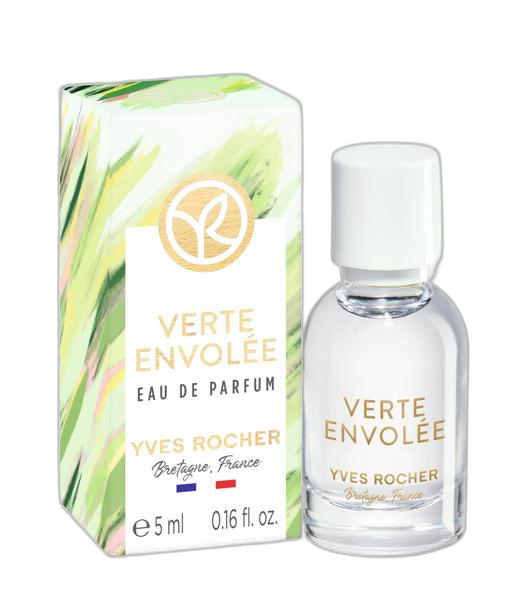 VERTE
ENVOLÉE
EAU DE PARFUM
YVES ROCHER
Bretagne, France
℮5 ml 0.16 fl. oz.
VERTE
ENVOLÉE
YVES ROCHER
Bretagne, France